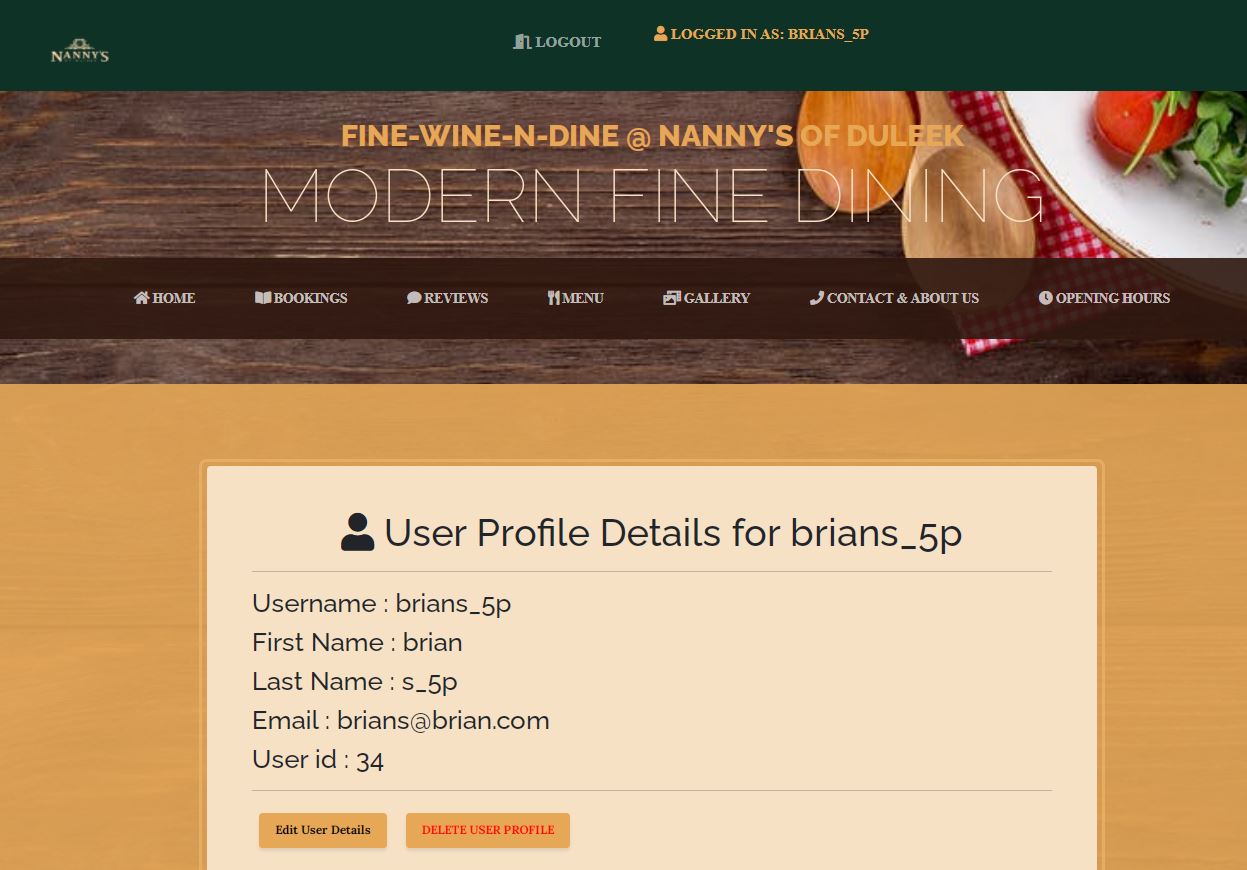 NANNY'S
LOGOUT
LOGGED IN AS: BRIANS_5P
FINE-WINE-N-DINE @ NANNY'S OF DULEEK
MODERN FINE DINING
HOME
BOOKINGS
REVIEWS
MENU
GALLERY
CONTACT & ABOUT US
OPENING HOURS
User Profile Details for brians_5p
Username : brians_5p
First Name : brian
Last Name : s_5p
Email : brians@brian.com
User id : 34
Edit User Details
DELETE USER PROFILE